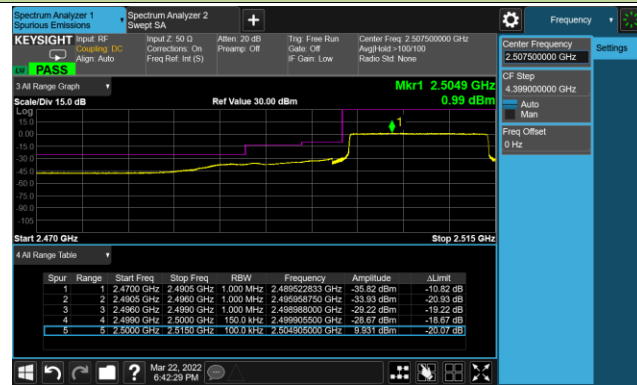 Spectrum Analyzer 1
Spurious Emissions
Spectrum Analyzer 2
Swept SA
+
Frequency
KEYSIGHT Input: RF
Coupling: DC
Align: Auto
Input Z: 50 Ω
Corrections: On
Freq Ref: Int (S)
Atten: 20 dB
Preamp: Off
Trig: Free Run
Gate: Off
IF Gain: Low
Center Freq: 2.507500000 GHz
Avg|Hold >100/100
Radio Std: None
PASS
Center Frequency
2.507500000 GHz
Settings
CF Step
4.399000000 GHz
Auto
Man
Freq Offset
0 Hz
3 All Range Graph
Mkr1 2.5049 GHz
Scale/Div 15.0 dB Ref Value 30.00 dBm 0.99 dBm
Log
15.0
0.00
-15.0
-30.0
-45.0
-60.0
-75.0
-90.0
-105
1
Start 2.470 GHz Stop 2.515 GHz
4 All Range Table
Spur Range Start Freq Stop Freq RBW Frequency Amplitude ΔLimit
1 1 2.4700 GHz 2.4905 GHz 1.000 MHz 2.489522833 GHz -35.82 dBm -10.82 dB
2 2 2.4905 GHz 2.4960 GHz 1.000 MHz 2.495958750 GHz -33.93 dBm -20.93 dB
3 3 2.4960 GHz 2.4990 GHz 1.000 MHz 2.498988000 GHz -29.22 dBm -19.22 dB
4 4 2.4990 GHz 2.5000 GHz 150.0 kHz 2.499905500 GHz -28.67 dBm -18.67 dB
5 5 2.5000 GHz 2.5150 GHz 100.0 kHz 2.504905000 GHz 9.931 dBm -20.07 dB
?
Mar 22, 2022
6:42:29 PM